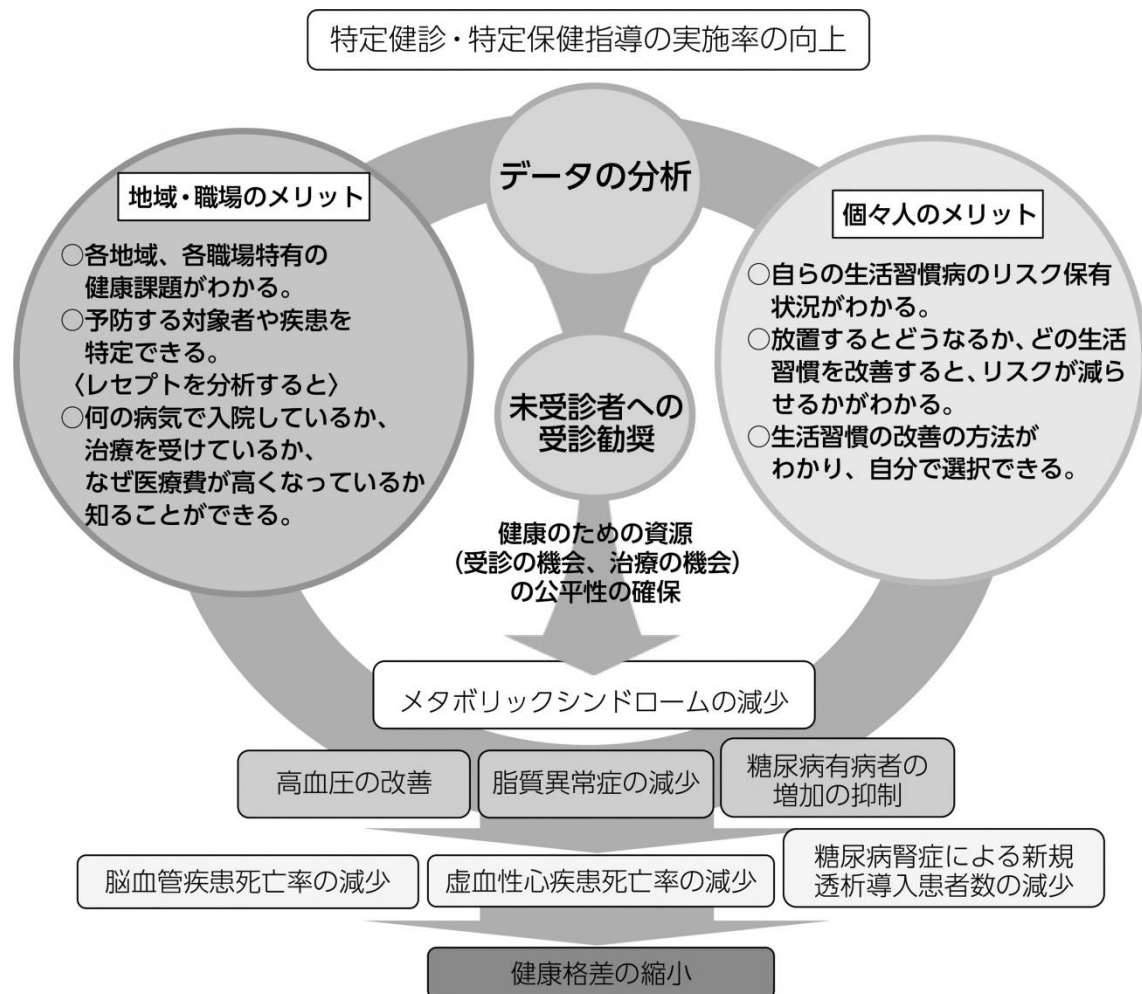 特定健診・特定保健指導の実施率の向上
データの分析
地域・職場のメリット
○各地域、各職場特有の
健康課題がわかる。
○予防する対象者や疾患を
特定できる。
〈レセプトを分析すると〉
○何の病気で入院しているか、
治療を受けているか、
なぜ医療費が高くなっているか
知ることができる。
個々人のメリット
○自らの生活習慣病のリスク保有
状況がわかる。
○放置するとどうなるか、どの生活
習慣を改善すると、リスクが減ら
せるかがわかる。
○生活習慣の改善の方法が
わかり、自分で選択できる。
未受診者への
受診勧奨
健康のための資源
(受診の機会、治療の機会)
の公平性の確保
メタボリックシンドロームの減少
高血圧の改善
脂質異常症の減少
糖尿病有病者の
増加の抑制
脳血管疾患死亡率の減少
虚血性心疾患死亡率の減少
糖尿病腎症による新規
透析導入患者数の減少
健康格差の縮小